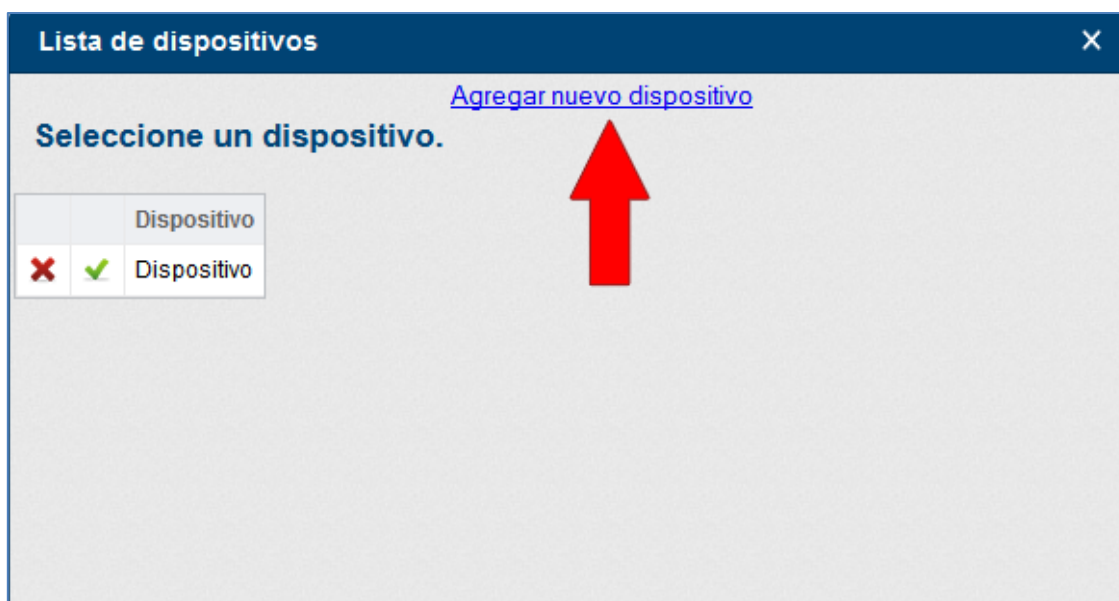 Lista de dispositivos
Agregar nuevo dispositivo
Seleccione un dispositivo.
Dispositivo
Dispositivo